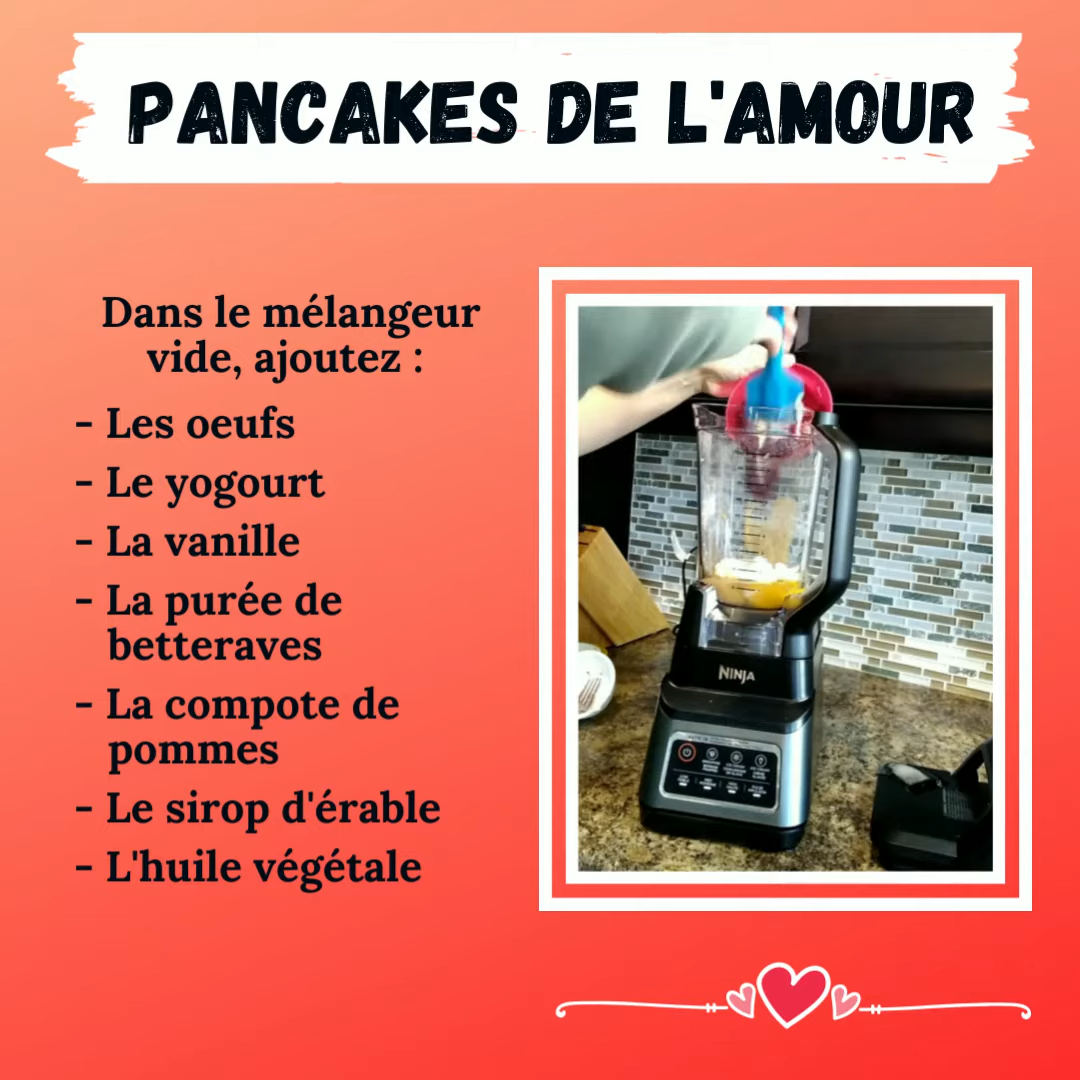 PANCAKES DE L'AMOUR
Dans le mélangeur
vide, ajoutez :
- Les oeufs
- Le yogourt
- La vanille
- La purée de
betteraves
- La compote de
pommes
- Le sirop d'érable
- L'huile végétale
NINJA